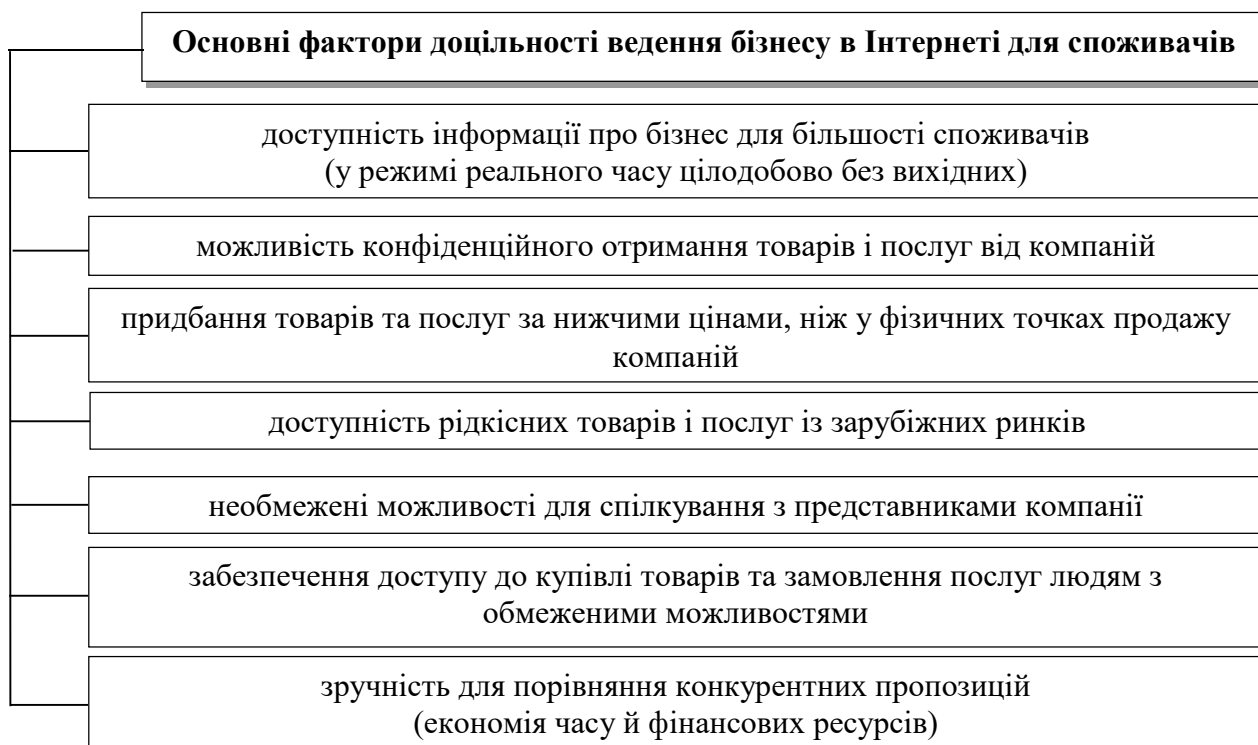 Основні фактори доцільності ведення бізнесу в Інтернеті для споживачів
доступність інформації про бізнес для більшості споживачів
(у режимі реального часу цілодобово без вихідних)
можливість конфіденційного отримання товарів і послуг від компаній
придбання товарів та послуг за нижчими цінами, ніж у фізичних точках продажу
компаній
доступність рідкісних товарів і послуг із зарубіжних ринків
необмежені можливості для спілкування з представниками компанії
забезпечення доступу до купівлі товарів та замовлення послуг людям з
обмеженими можливостями
зручність для порівняння конкурентних пропозицій
(економія часу й фінансових ресурсів)